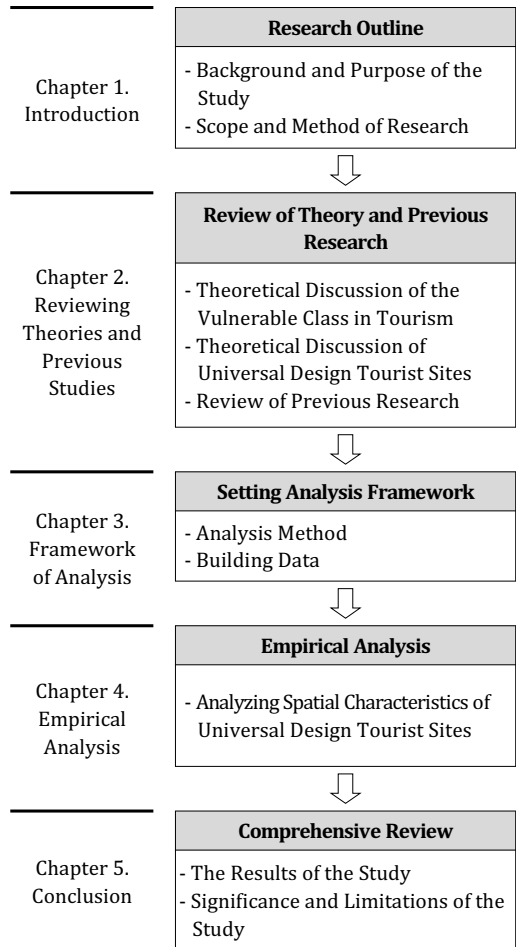 Research Outline
Chapter 1.
Introduction
- Background and Purpose of the
Study
- Scope and Method of Research
Review of Theory and Previous
Research
Chapter 2.
Reviewing
Theories and
Previous
Studies
- Theoretical Discussion of the
Vulnerable Class in Tourism
- Theoretical Discussion of
Universal Design Tourist Sites
- Review of Previous Research
Setting Analysis Framework
Chapter 3.
Framework
of Analysis
- Analysis Method
- Building Data
Empirical Analysis
Chapter 4.
Empirical
Analysis
- Analyzing Spatial Characteristics of
Universal Design Tourist Sites
Comprehensive Review
Chapter 5.
Conclusion
- The Results of the Study
- Significance and Limitations of the
Study